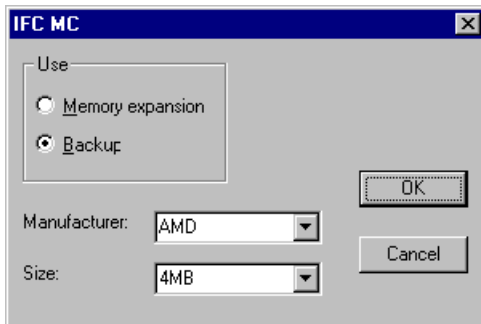 IFC MC
Use
Memory expansion
Backup
OK
Manufacturer: AMD
Cancel
Size: 4MB